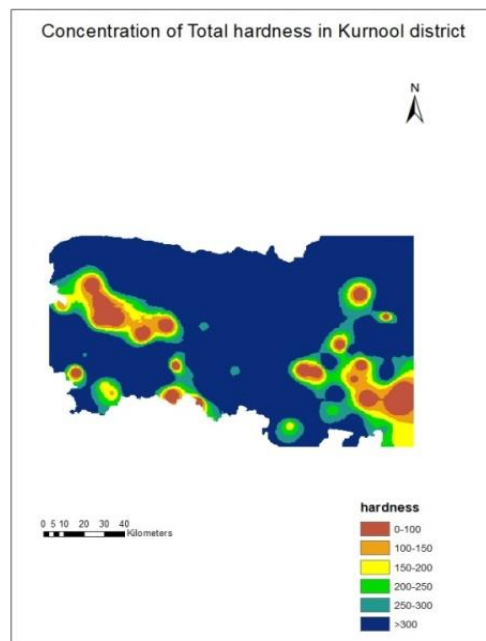 Concentration of Total hardness in Kurnool district
N
hardness
0-100
100-150
150-200
200-250
250-300
>300
0 5 10 20 30 40
Kilometers